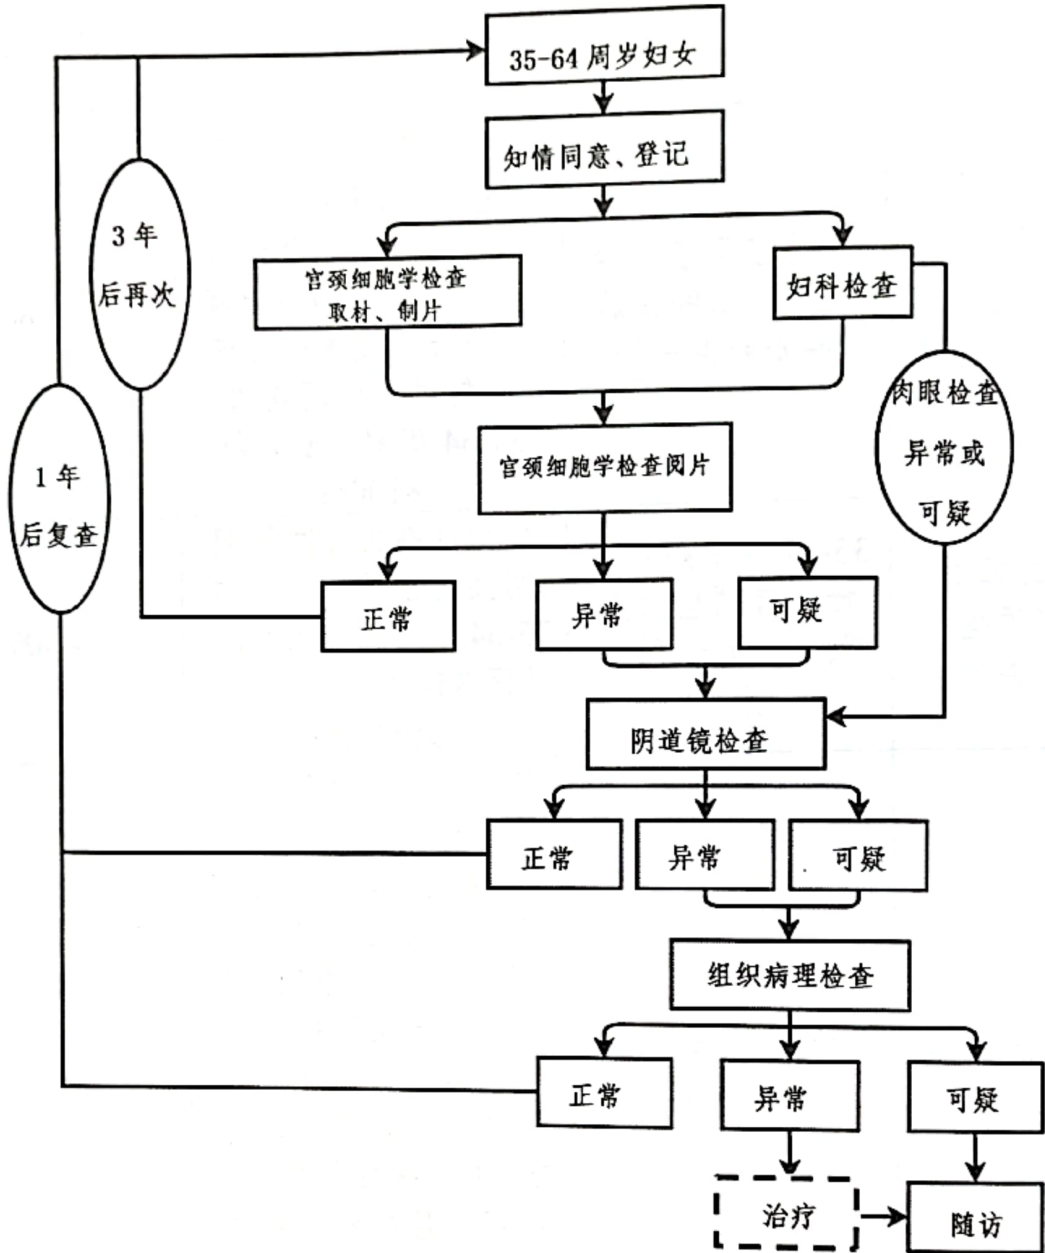 35-64 周岁妇女
知情同意、登记
3 年
后再次
宫颈细胞学检查
取材、制片
妇科检查
肉眼检查
异常或
可疑
1 年
后复查
宫颈细胞学检查阅片
正常
异常
可疑
阴道镜检查
正常
异常
可疑
组织病理检查
正常
异常
可疑
治疗
随访